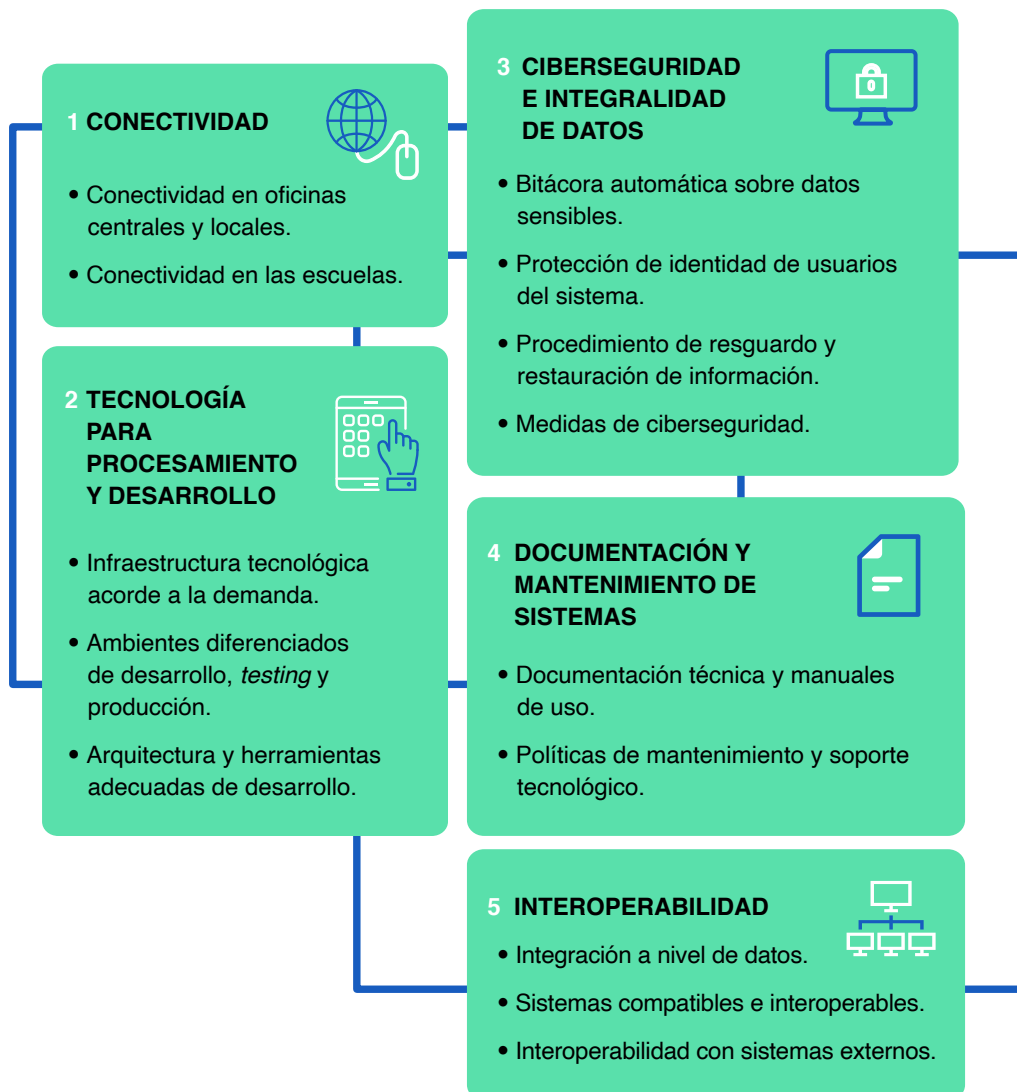 1 CONECTIVIDAD
• Conectividad en oficinas
centrales y locales.
• Conectividad en las escuelas.
2 TECNOLOGÍA
PARA
PROCESAMIENTO
Y DESARROLLO
• Infraestructura tecnológica
acorde a la demanda.
• Ambientes diferenciados
de desarrollo, testing y
producción.
• Arquitectura y herramientas
adecuadas de desarrollo.
3 CIBERSEGURIDAD
E INTEGRALIDAD
DE DATOS
• Bitácora automática sobre datos
sensibles.
• Protección de identidad de usuarios
del sistema.
• Procedimiento de resguardo y
restauración de información.
• Medidas de ciberseguridad.
4 DOCUMENTACIÓN Y
MANTENIMIENTO DE
SISTEMAS
• Documentación técnica y manuales
de uso.
• Políticas de mantenimiento y soporte
tecnológico.
5 INTEROPERABILIDAD
• Integración a nivel de datos.
• Sistemas compatibles e interoperables.
• Interoperabilidad con sistemas externos.